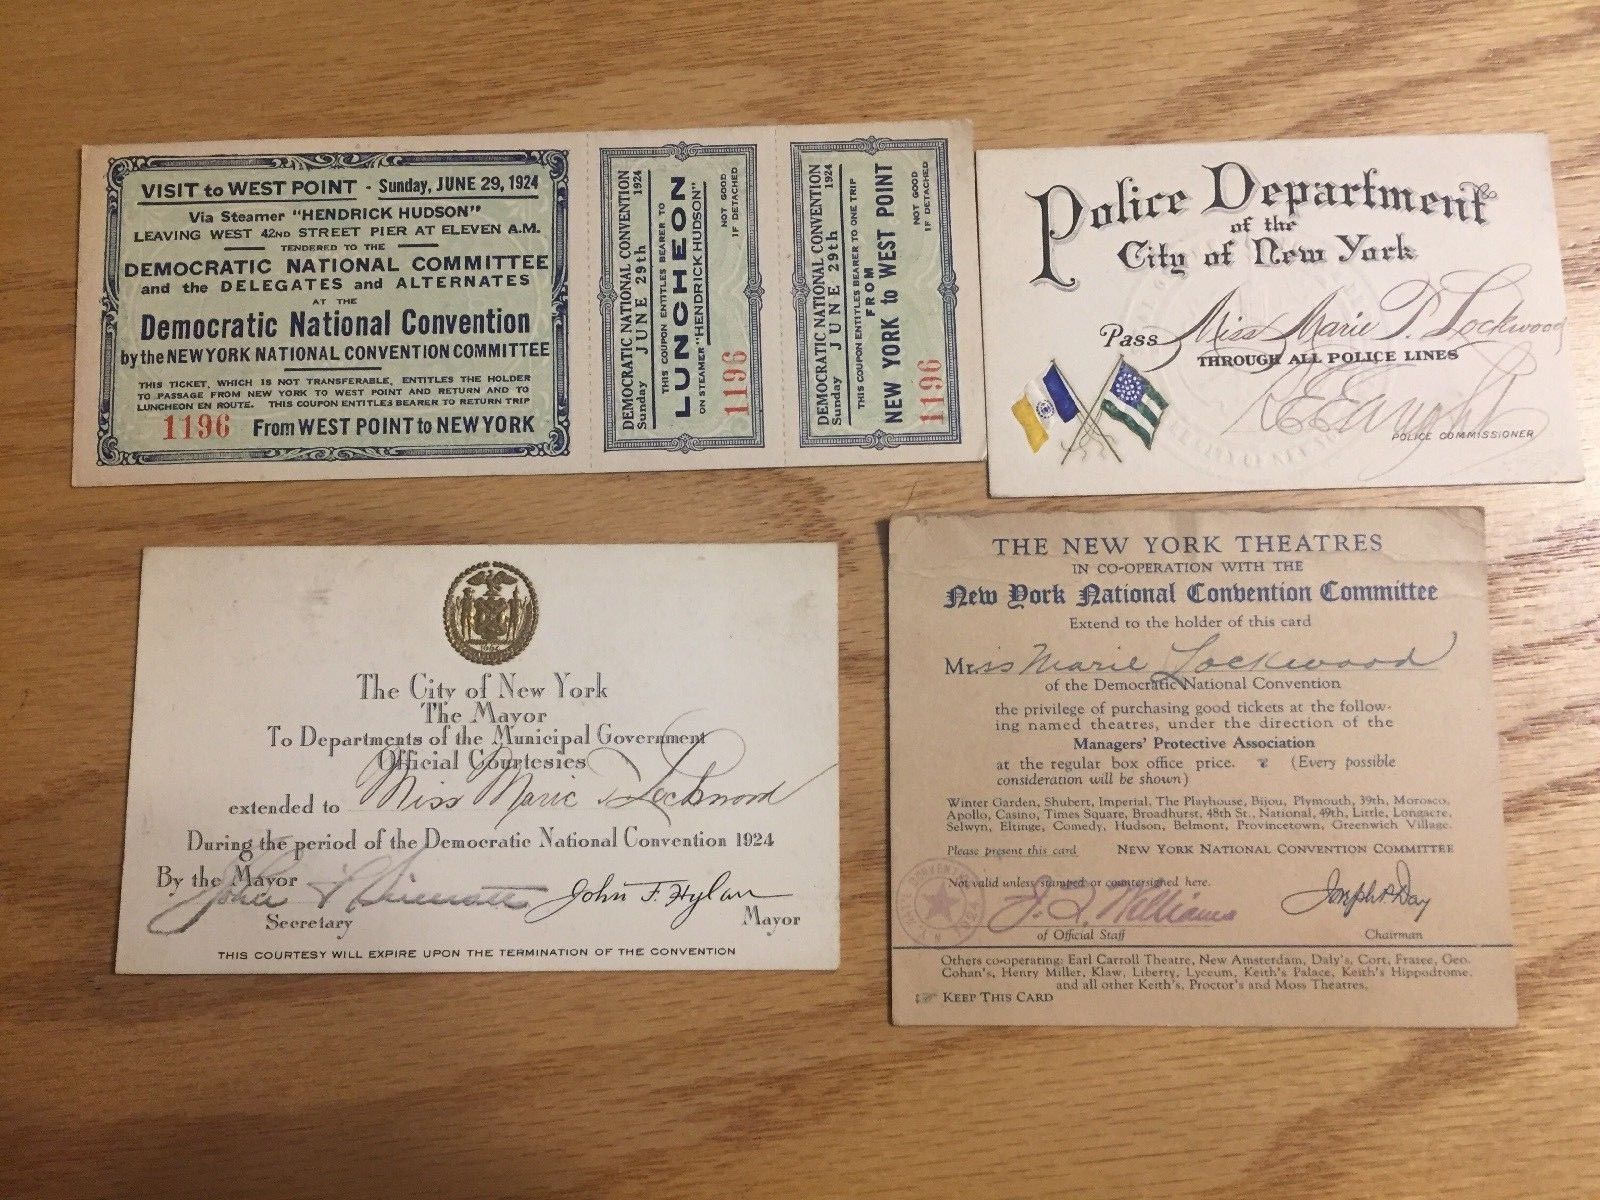 VISIT to WEST POINT - Sunday, JUNE 29, 1924
Via Steamer "HENDRICK HUDSON"
LEAVING WEST 42ND STREET PIER AT ELEVEN A.M.
TENDERED TO THE
DEMOCRATIC NATIONAL COMMITTEE
and the DELEGATES and ALTERNATES
AT THE
Democratic National Convention
by the NEW YORK NATIONAL CONVENTION COMMITTEE
THIS TICKET, WHICH IS NOT TRANSFERABLE, ENTITLES THE HOLDER
TO PASSAGE FROM NEW YORK TO WEST POINT AND RETURN AND TO
LUNCHEON EN ROUTE. THIS COUPON ENTITLES BEARER TO RETURN TRIP
1196 From WEST POINT to NEW YORK
DEMOCRATIC NATIONAL CONVENTION
Sunday JUNE 29th 1924
THIS COUPON ENTITLES BEARER TO
LUNCHEON
ON STEAMER "HENDRICK HUDSON"
NOT GOOD
IF DETACHED
1196
DEMOCRATIC NATIONAL CONVENTION
Sunday JUNE 29th 1924
THIS COUPON ENTITLES BEARER TO ONE TRIP
FROM
NEW YORK to WEST POINT
NOT GOOD
IF DETACHED
1196
Police Department
of the
City of New York
Pass Miss Marie T. Lockwood
THROUGH ALL POLICE LINES
R E Enright
POLICE COMMISSIONER
The City of New York
The Mayor
To Departments of the Municipal Government
Official Courtesies
extended to Miss Marie Lockwood
During the period of the Democratic National Convention 1924
By the Mayor
John F. Hylan
Secretary
Mayor
THIS COURTESY WILL EXPIRE UPON THE TERMINATION OF THE CONVENTION
THE NEW YORK THEATRES
IN CO-OPERATION WITH THE
New York National Convention Committee
Extend to the holder of this card
Mriss Marie Lockwood
of the Democratic National Convention
the privilege of purchasing good tickets at the follow-
ing named theatres, under the direction of the
Managers' Protective Association
at the regular box office price. (Every possible
consideration will be shown)
Winter Garden, Shubert, Imperial, The Playhouse, Bijou, Plymouth, 39th, Morosco,
Apollo, Casino, Times Square, Broadhurst, 48th St., National, 49th, Little, Longacre,
Selwyn, Eltinge, Comedy, Hudson, Belmont, Provincetown, Greenwich Village.
Please present this card NEW YORK NATIONAL CONVENTION COMMITTEE
Not valid unless stamped or countersigned here.
J. Q. Williams
Joseph P. Day
of Official Staff
Chairman
Others co-operating: Earl Carroll Theatre, New Amsterdam, Daly's, Cort, Frazee, Geo.
Cohan's, Henry Miller, Klaw, Liberty, Lyceum, Keith's Palace, Keith's Hippodrome,
and all other Keith's, Proctor's and Moss Theatres.
KEEP THIS CARD